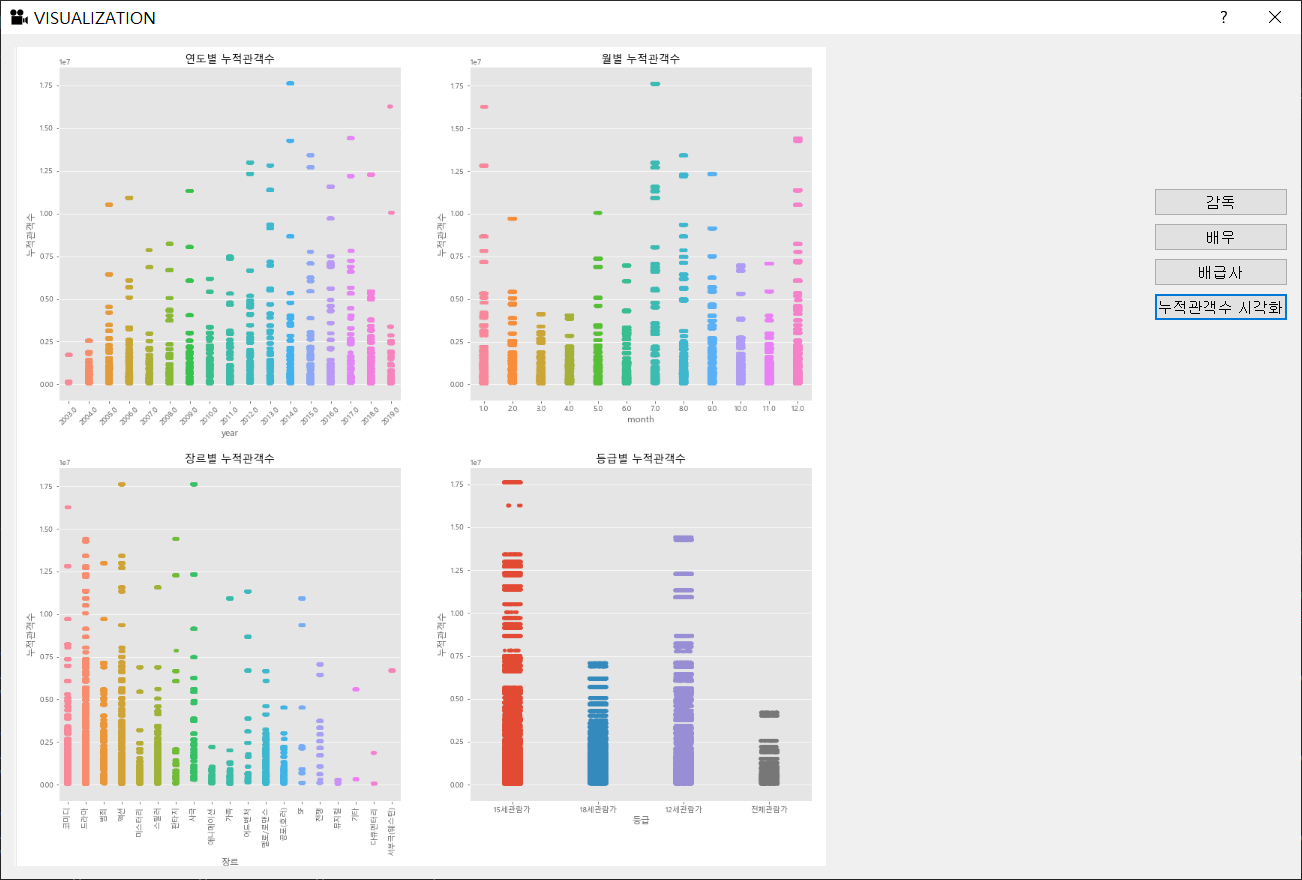 VISUALIZATION
?
연도별 누적관객수
1e7
1.75
1.50
1.25
1.00
0.75
0.50
0.25
0.00
누적관객수
2003.0 2004.0 2005.0 2006.0 2007.0 2008.0 2009.0 2010.0 2011.0 2012.0 2013.0 2014.0 2015.0 2016.0 2017.0 2018.0 2019.0
year
월별 누적관객수
1e7
1.75
1.50
1.25
1.00
0.75
0.50
0.25
0.00
누적관객수
1.0 2.0 3.0 4.0 5.0 6.0 7.0 8.0 9.0 10.0 11.0 12.0
month
장르별 누적관객수
1e7
1.75
1.50
1.25
1.00
0.75
0.50
0.25
0.00
누적관객수
코미디 드라마 범죄 액션 미스터리 스릴러 판타지 사극 애니메이션 가족 어드벤처 멜로/로맨스 공포(호러) SF 전쟁 뮤지컬 기타 다큐멘터리 서부극(웨스턴)
장르
등급별 누적관객수
1e7
1.75
1.50
1.25
1.00
0.75
0.50
0.25
0.00
누적관객수
15세관람가 18세관람가 12세관람가 전체관람가
등급
감독
배우
배급사
누적관객수 시각화